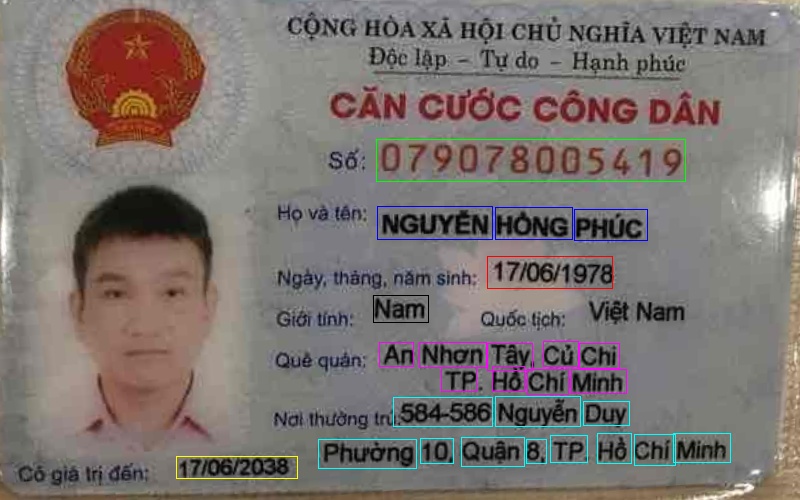 CỘNG HÒA XÃ HỘI CHỦ NGHĨA VIỆT NAM
Độc lập - Tự do - Hạnh phúc
CĂN CƯỚC CÔNG DÂN
Số: 079078005419
Họ và tên: NGUYỄN HỒNG PHÚC
Ngày, tháng, năm sinh: 17/06/1978
Giới tính: Nam Quốc tịch: Việt Nam
Quê quán: An Nhơn Tây, Củ Chi
TP. Hồ Chí Minh
Nơi thường trú: 584-586 Nguyễn Duy
Phường 10, Quận 8, TP. Hồ Chí Minh
Có giá trị đến: 17/06/2038